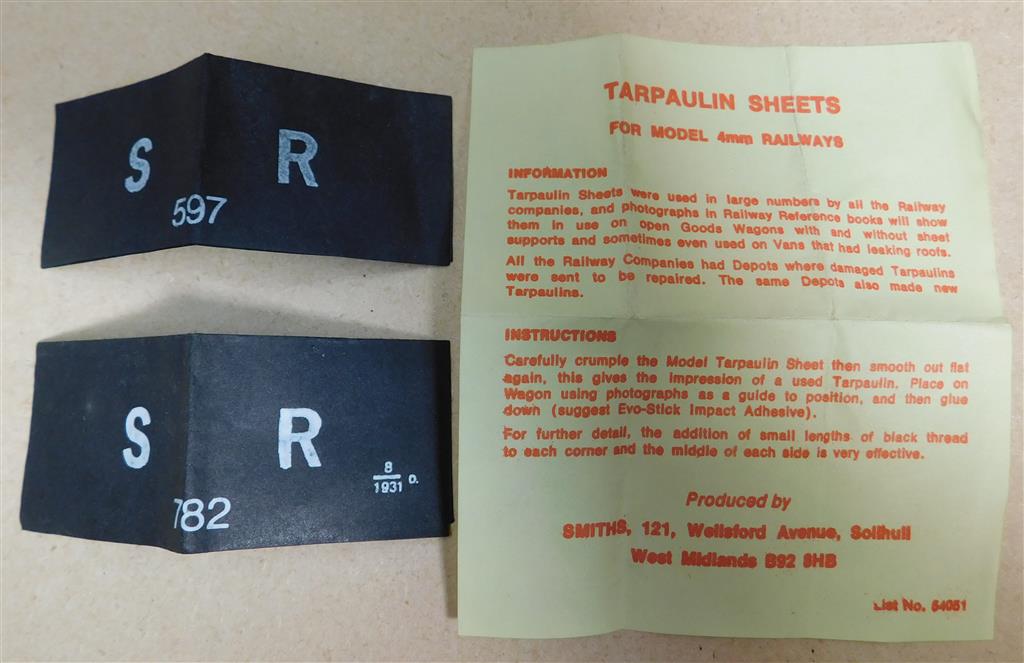 S R
597
S R
8
1931 D.
782
TARPAULIN SHEETS
FOR MODEL 4mm RAILWAYS
INFORMATION
Tarpaulin Sheets were used in large numbers by all the Railway
companies, and photographs in Railway Reference books will show
them in use on open Goods Wagons with and without sheet
supports and sometimes even used on Vans that had leaking roofs.
All the Railway Companies had Depots where damaged Tarpaulins
were sent to be repaired. The same Depots also made new
Tarpaulins.
INSTRUCTIONS
Carefully crumple the Model Tarpaulin Sheet then smooth out flat
again, this gives the impression of a used Tarpaulin. Place on
Wagon using photographs as a guide to position, and then glue
down (suggest Evo-Stick Impact Adhesive).
For further detail, the addition of small lengths of black thread
to each corner and the middle of each side is very effective.
Produced by
SMITHS, 121, Wellsford Avenue, Solihull
West Midlands B92 8HB
List No. 54051